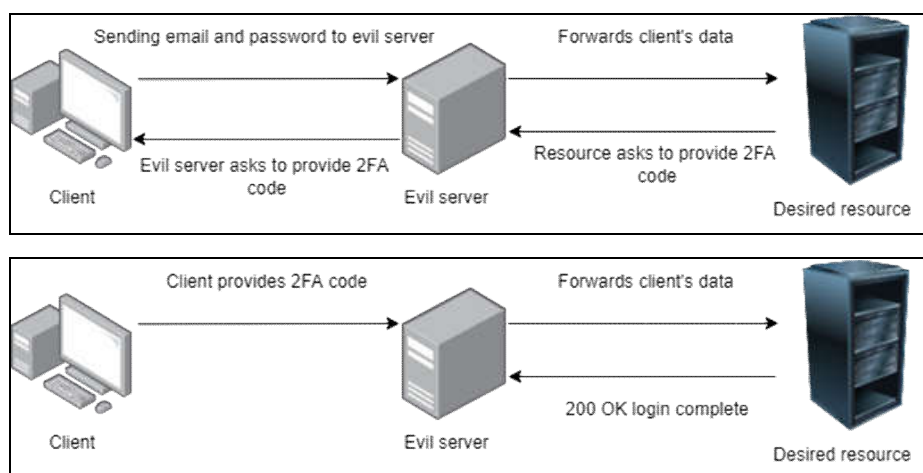 Sending email and password to evil server
Forwards client's data
Evil server asks to provide 2FA
code
Resource asks to provide 2FA
code
Client
Evil server
Desired resource
Client provides 2FA code
Forwards client's data
200 OK login complete
Client
Evil server
Desired resource